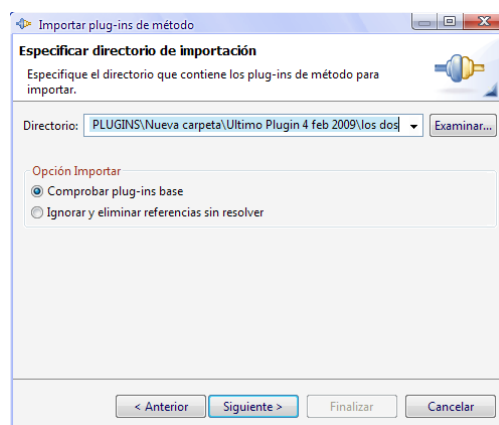 Importar plug-ins de método
Especificar directorio de importación
Especifique el directorio que contiene los plug-ins de método para
importar.
Directorio: PLUGINS\Nueva carpeta\Ultimo Plugin 4 feb 2009\los dos Examinar...
Opción Importar
Comprobar plug-ins base
Ignorar y eliminar referencias sin resolver
< Anterior Siguiente > Finalizar Cancelar